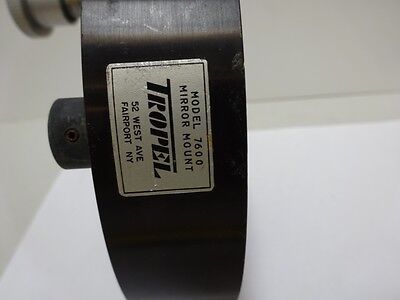 MODEL 7600
MIRROR MOUNT
TROPEL
52 WEST AVE
FAIRPORT NY